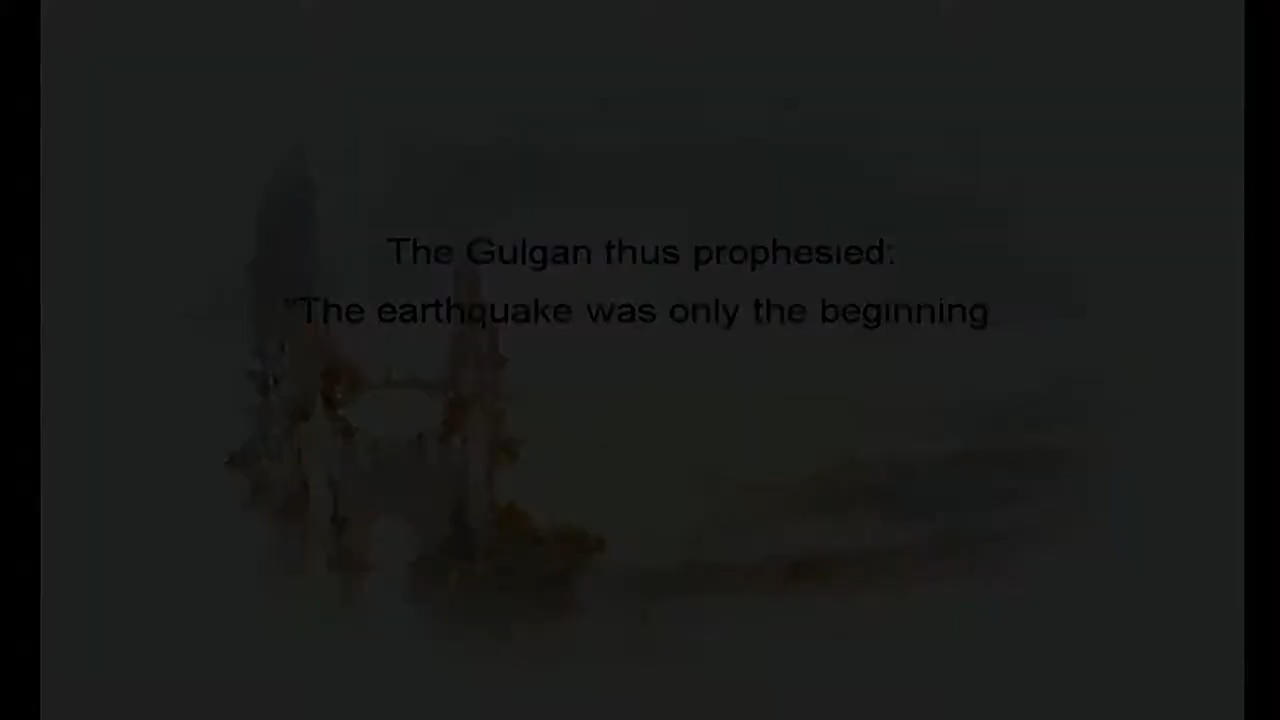 The Gulgan thus prophesied:
"The earthquake was only the beginning